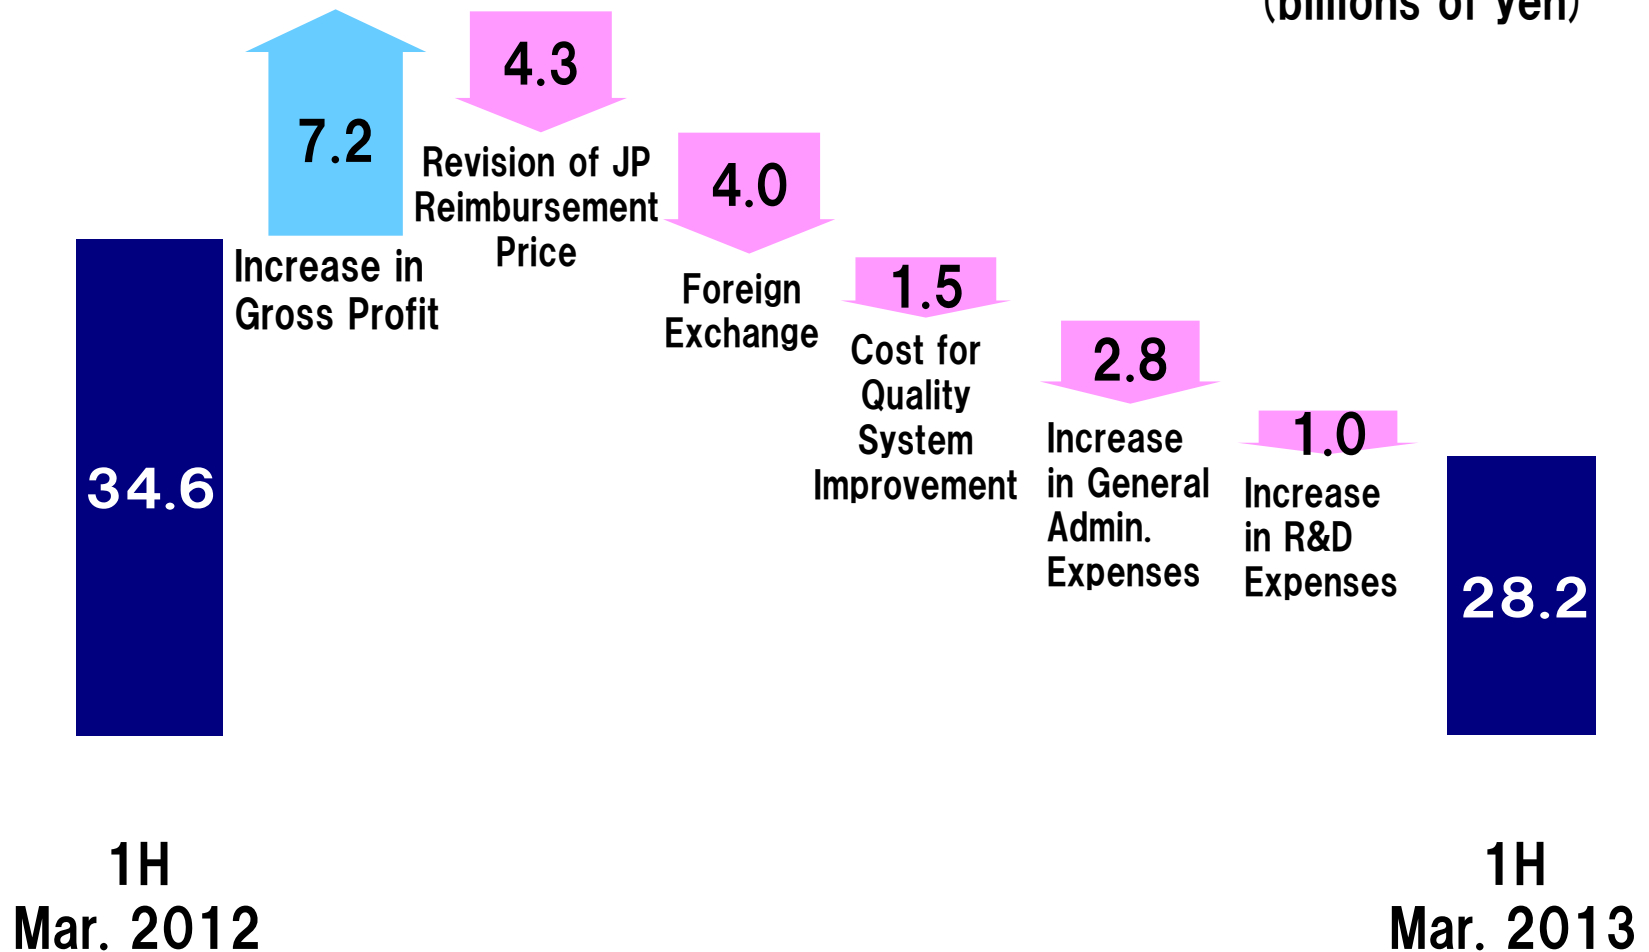 (billions of yen)
4.3
7.2
Revision of JP
Reimbursement
Price
4.0
Increase in
Gross Profit
Foreign
Exchange
1.5
Cost for
Quality
System
Improvement
2.8
Increase
in General
Admin.
Expenses
1.0
Increase
in R&D
Expenses
34.6
28.2
1H
Mar. 2012
1H
Mar. 2013